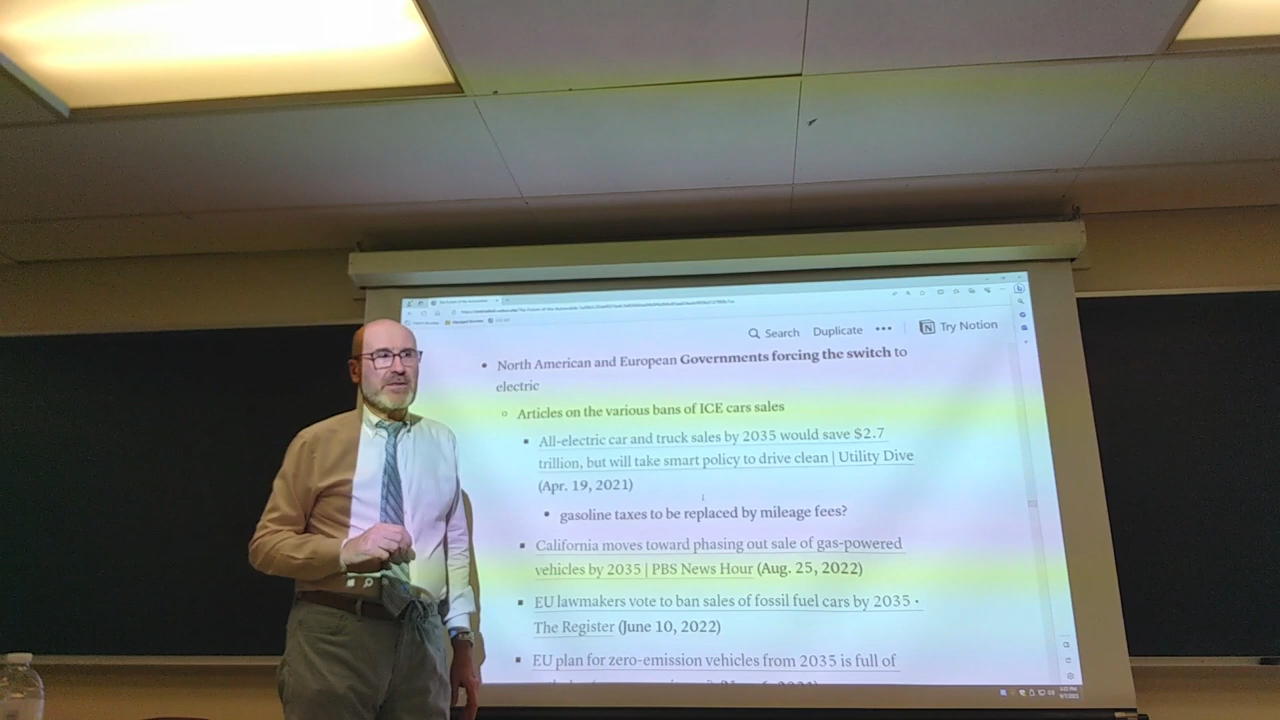 Search Duplicate ••• Try Notion
• North American and European Governments forcing the switch to
electric
○ Articles on the various bans of ICE cars sales
▪ All-electric car and truck sales by 2035 would save $2.7
trillion, but will take smart policy to drive clean | Utility Dive
(Apr. 19, 2021)
• gasoline taxes to be replaced by mileage fees?
▪ California moves toward phasing out sale of gas-powered
vehicles by 2035 | PBS News Hour (Aug. 25, 2022)
▪ EU lawmakers vote to ban sales of fossil fuel cars by 2035 •
The Register (June 10, 2022)
▪ EU plan for zero-emission vehicles from 2035 is full of